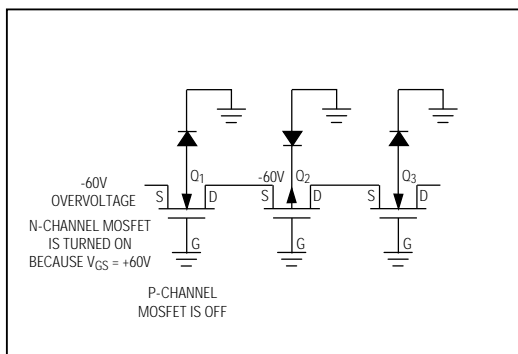 Q1
-60V
Q2
Q3
-60V
OVERVOLTAGE
S
D
S
D
S
D
N-CHANNEL MOSFET
IS TURNED ON
BECAUSE VGS = +60V
G
G
G
P-CHANNEL
MOSFET IS OFF